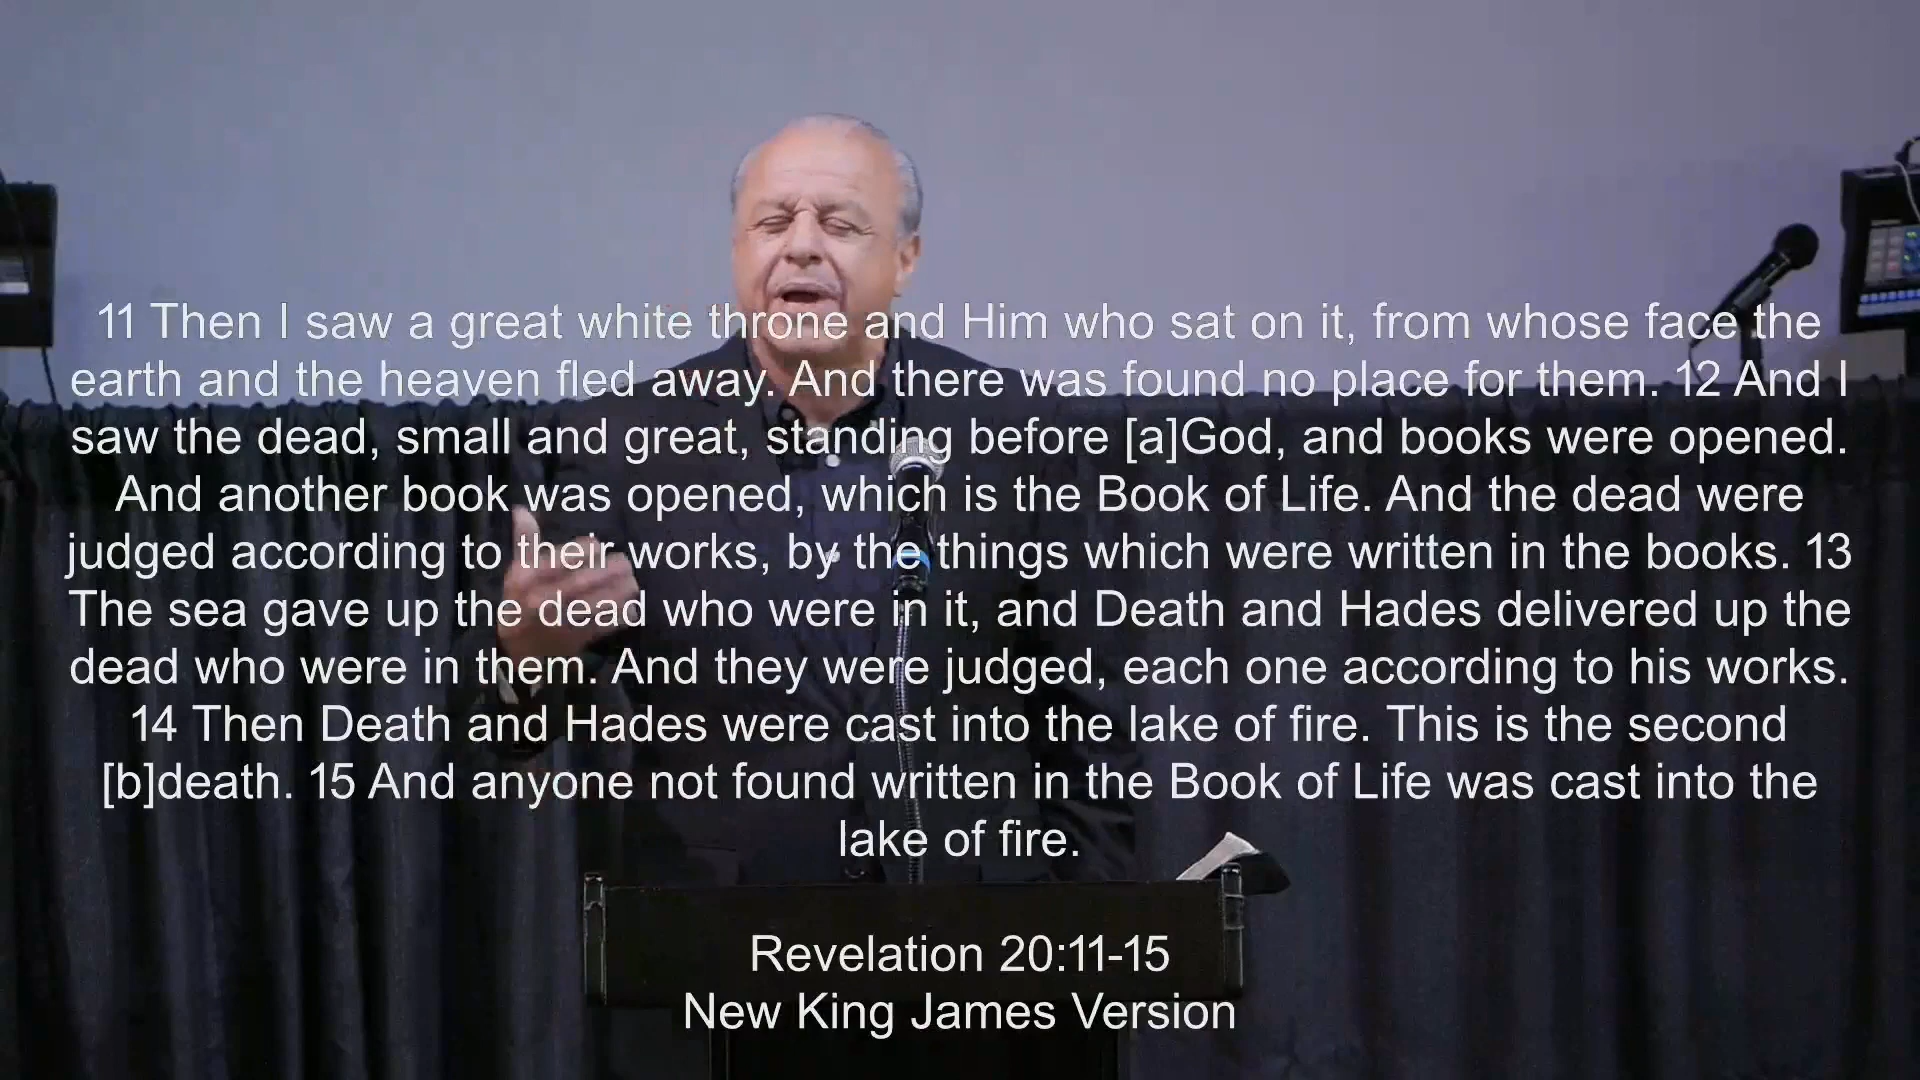 11 Then I saw a great white throne and Him who sat on it, from whose face the
earth and the heaven fled away. And there was found no place for them. 12 And I
saw the dead, small and great, standing before [a]God, and books were opened.
And another book was opened, which is the Book of Life. And the dead were
judged according to their works, by the things which were written in the books. 13
The sea gave up the dead who were in it, and Death and Hades delivered up the
dead who were in them. And they were judged, each one according to his works.
14 Then Death and Hades were cast into the lake of fire. This is the second
[b]death. 15 And anyone not found written in the Book of Life was cast into the
lake of fire.
Revelation 20:11-15
New King James Version